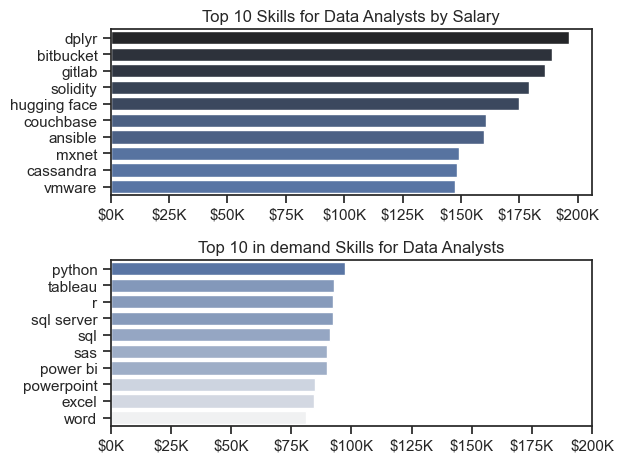 Top 10 Skills for Data Analysts by Salary
dplyr
bitbucket
gitlab
solidity
hugging face
couchbase
ansible
mxnet
cassandra
vmware
$0K $25K $50K $75K $100K $125K $150K $175K $200K
Top 10 in demand Skills for Data Analysts
python
tableau
r
sql server
sql
sas
power bi
powerpoint
excel
word
$0K $25K $50K $75K $100K $125K $150K $175K $200K